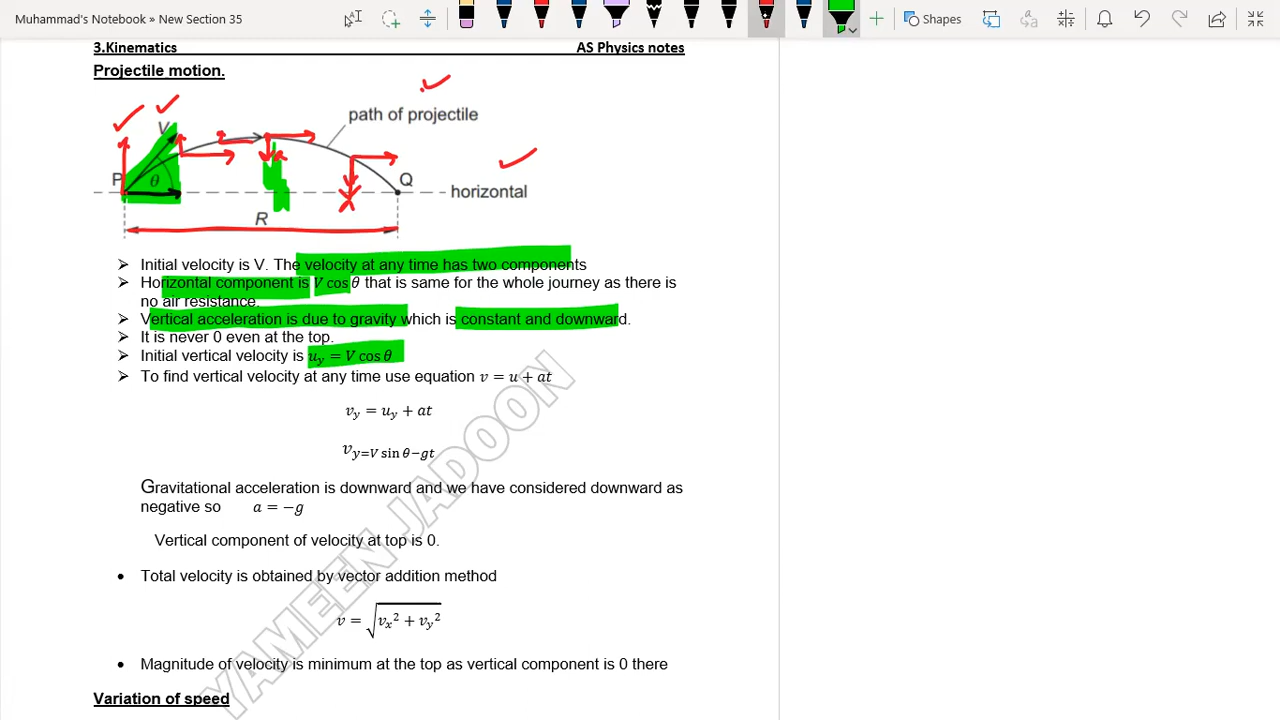 Muhammad's Notebook » New Section 35
Shapes
3.Kinematics AS Physics notes
Projectile motion.
V
path of projectile
P θ Q
horizontal
R
➤ Initial velocity is V. The velocity at any time has two components
➤ Horizontal component is V cos θ that is same for the whole journey as there is
no air resistance.
➤ Vertical acceleration is due to gravity which is constant and downward.
➤ It is never 0 even at the top.
➤ Initial vertical velocity is u_y = V cos θ
➤ To find vertical velocity at any time use equation v = u + at
v_y = u_y + at
v_y=V sin θ−gt
Gravitational acceleration is downward and we have considered downward as
negative so a = −g
Vertical component of velocity at top is 0.
• Total velocity is obtained by vector addition method
v = √(v_x² + v_y²)
• Magnitude of velocity is minimum at the top as vertical component is 0 there
Variation of speed
YAMEEN JADOON